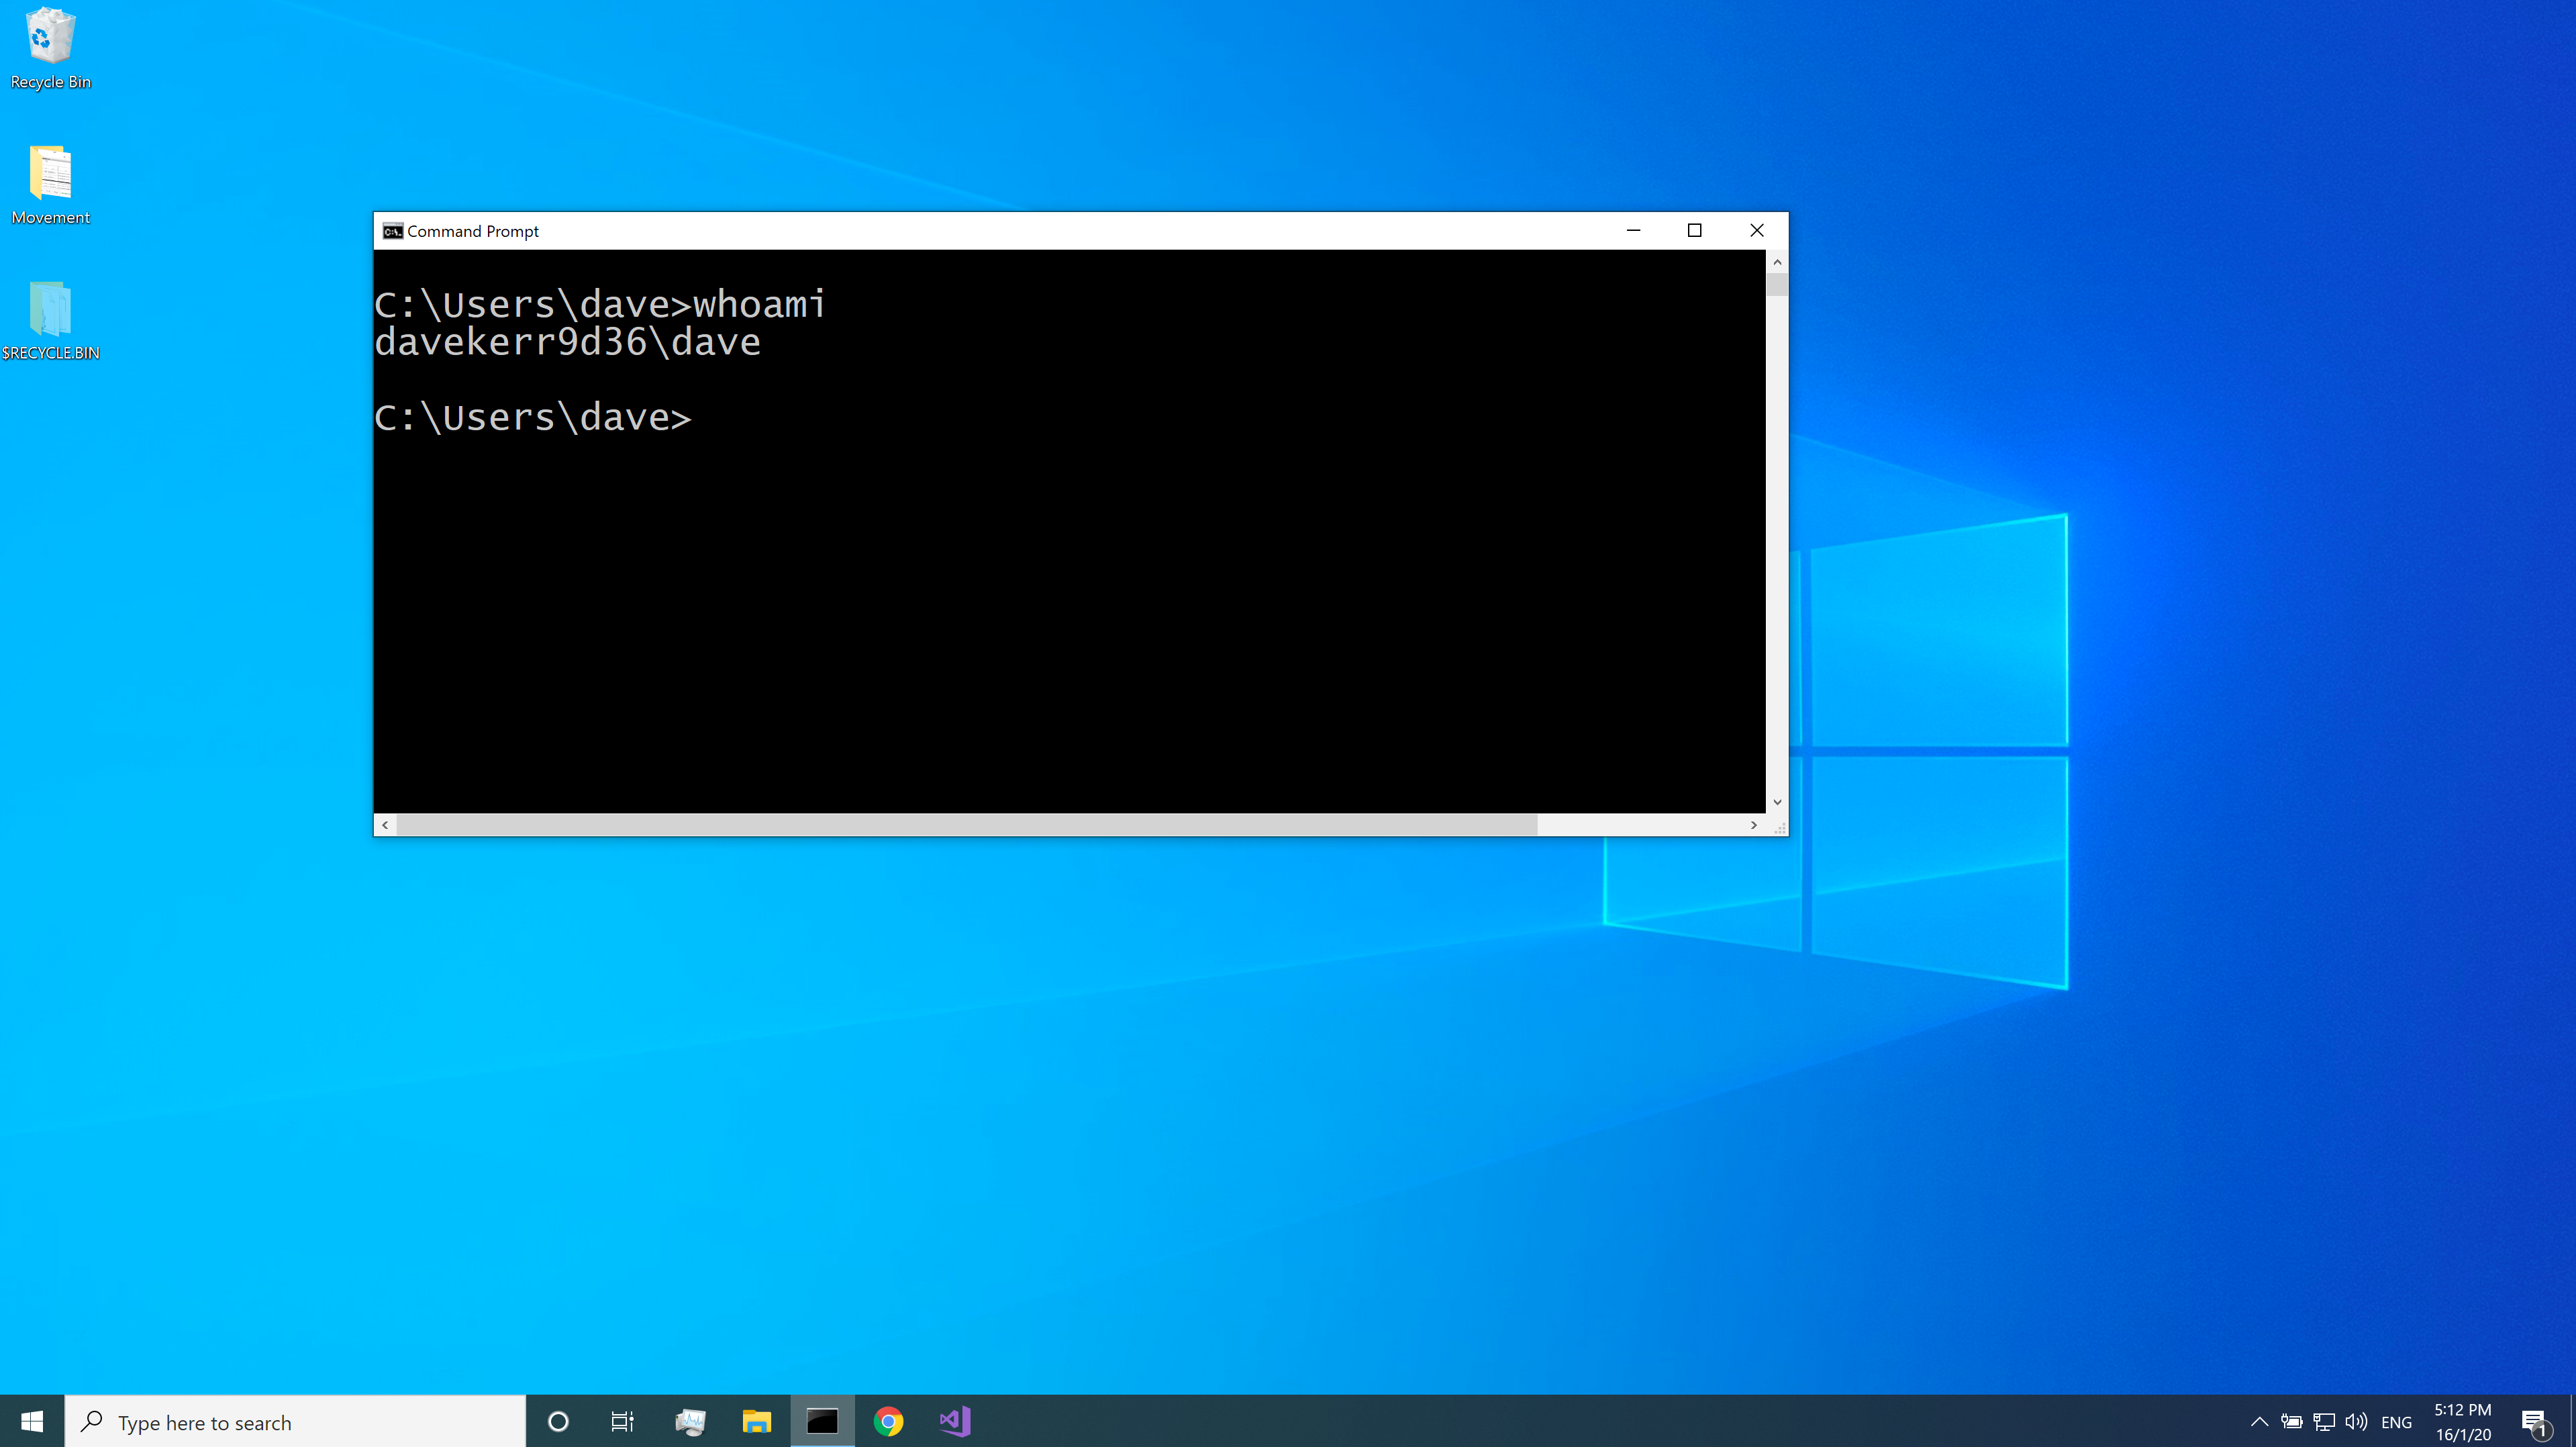 Recycle Bin
Movement
$RECYCLE.BIN
Command Prompt
C:\Users\dave>whoami
davekerr9d36\dave
C:\Users\dave>
Type here to search
ENG
5:12 PM
16/1/20
1